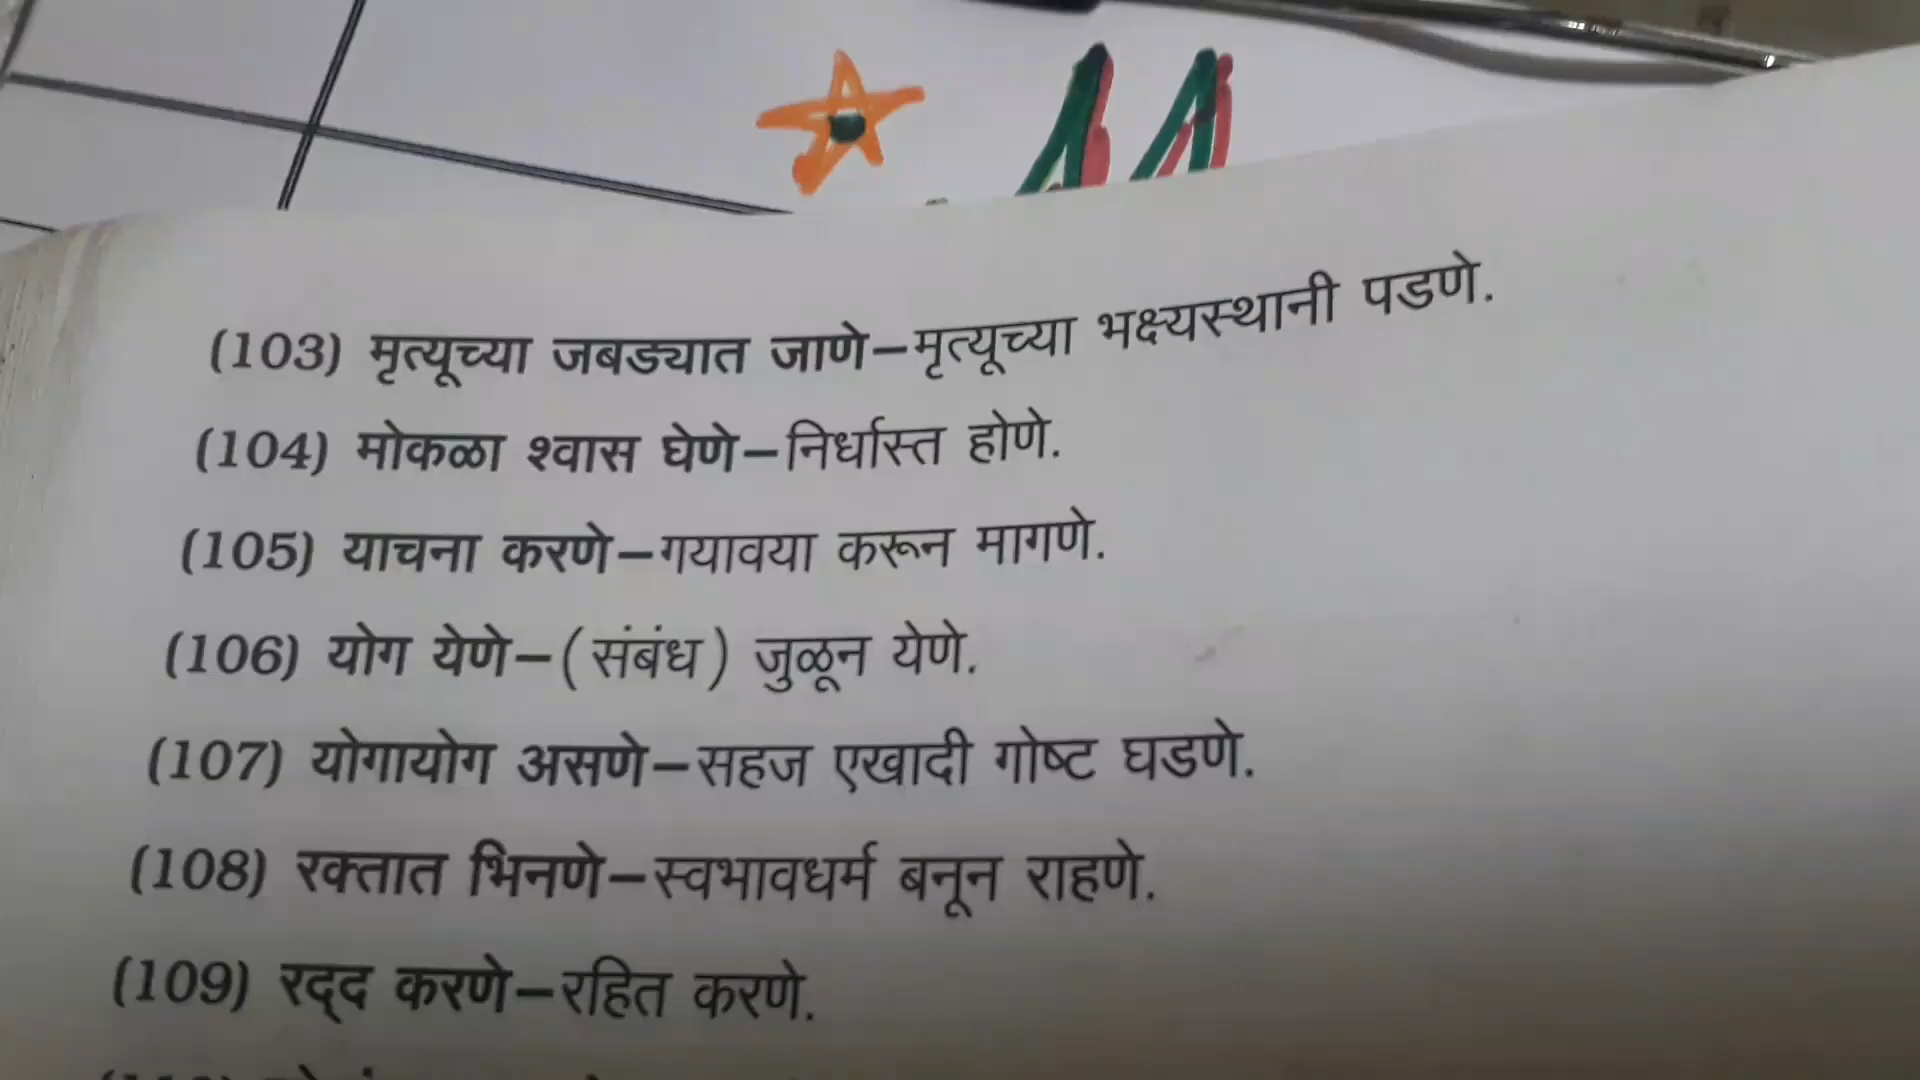 (103) मृत्यूच्या जबड्यात जाणे–मृत्यूच्या भक्ष्यस्थानी पडणे.
(104) मोकळा श्वास घेणे–निर्धास्त होणे.
(105) याचना करणे–गयावया करून मागणे.
(106) योग येणे–(संबंध) जुळून येणे.
(107) योगायोग असणे–सहज एखादी गोष्ट घडणे.
(108) रक्तात भिनणे–स्वभावधर्म बनून राहणे.
(109) रद्‌द करणे–रहित करणे.